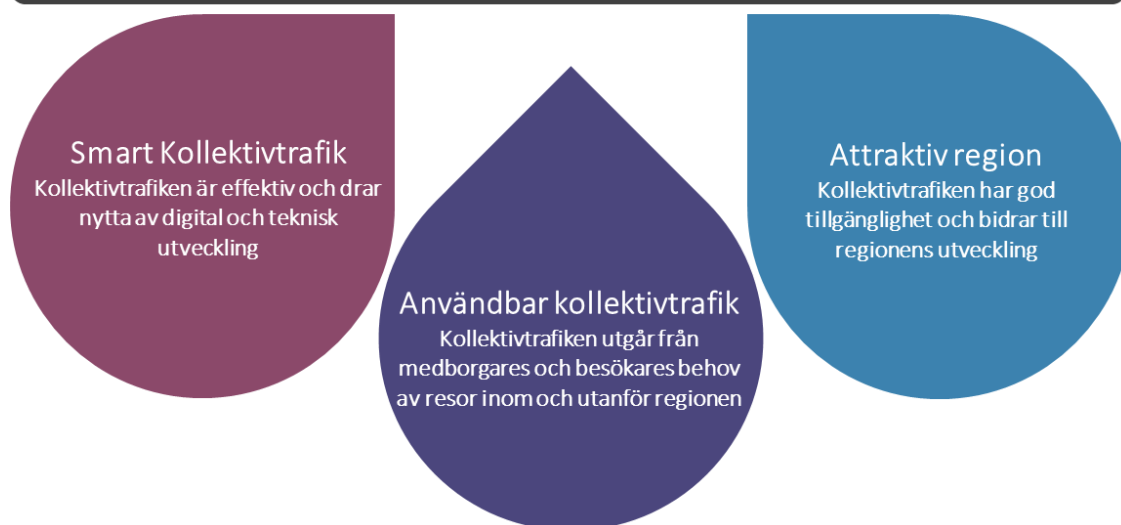 Smart Kollektivtrafik
Kollektivtrafiken är effektiv och drar
nytta av digital och teknisk
utveckling
Användbar kollektivtrafik
Kollektivtrafiken utgår från
medborgares och besökares behov
av resor inom och utanför regionen
Attraktiv region
Kollektivtrafiken har god
tillgänglighet och bidrar till
regionens utveckling